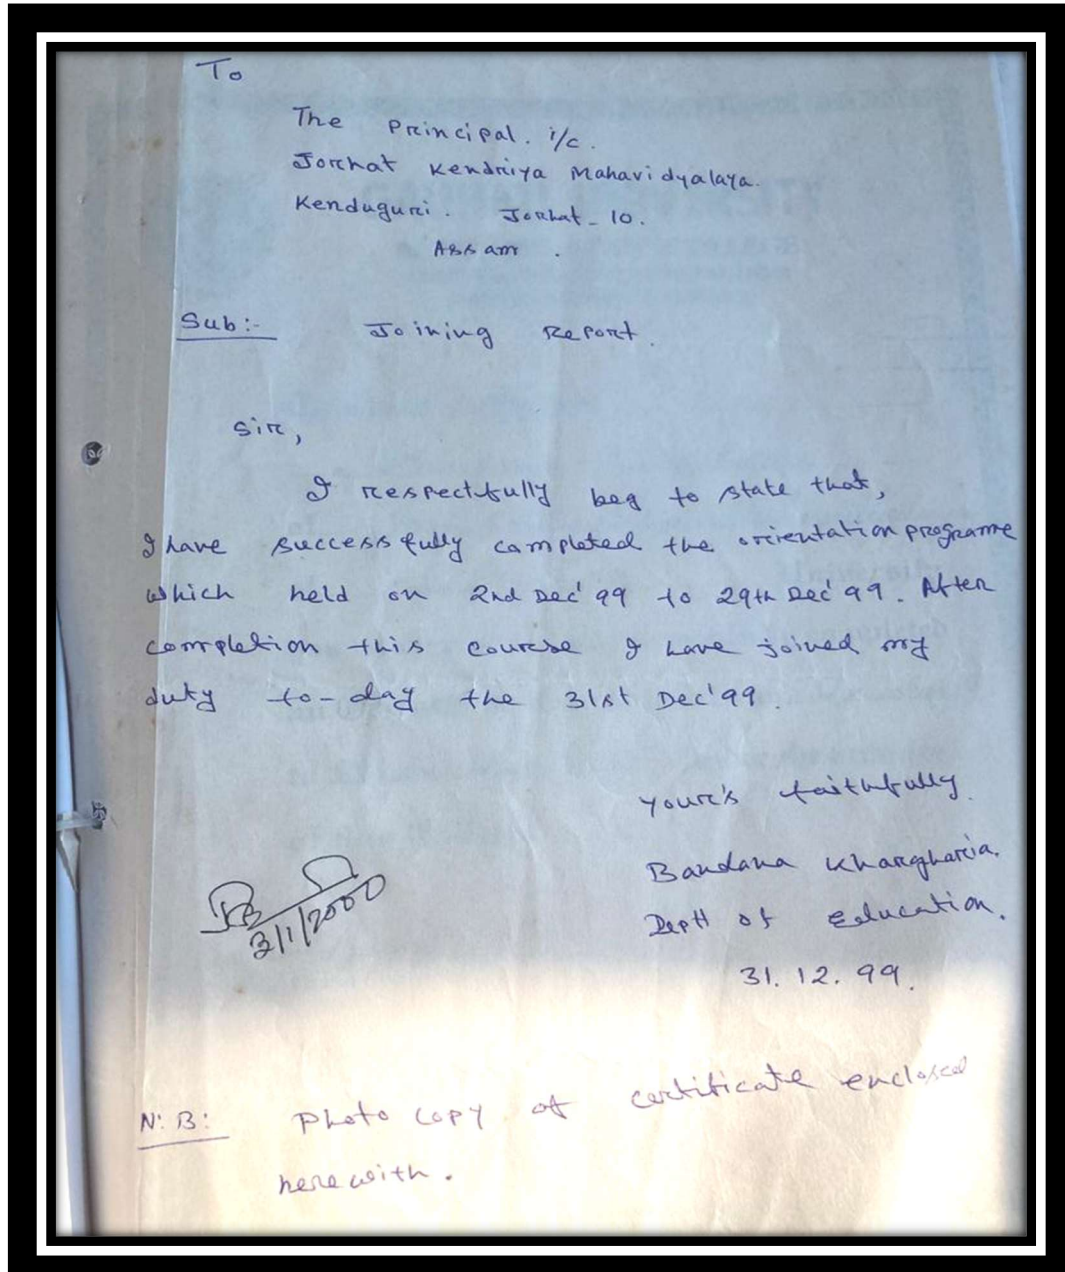 To
The Principal. i/c.
Jorhat Kendriya Mahavidyalaya.
Kenduguri. Jorhat - 10.
Assam.
Sub:- Joining Report.
Sir,
I respectfully beg to state that,
I have successfully completed the orientation programme
which held on 2nd Dec' 99 to 29th Dec' 99. After
completion this course I have joined my
duty to-day the 31st Dec' 99.
Your's faithfully.
Bandana Khargharia.
Deptt of Education.
31. 12. 99.
3/1/2000
N: B: Photo copy of certificate enclosed
herewith.